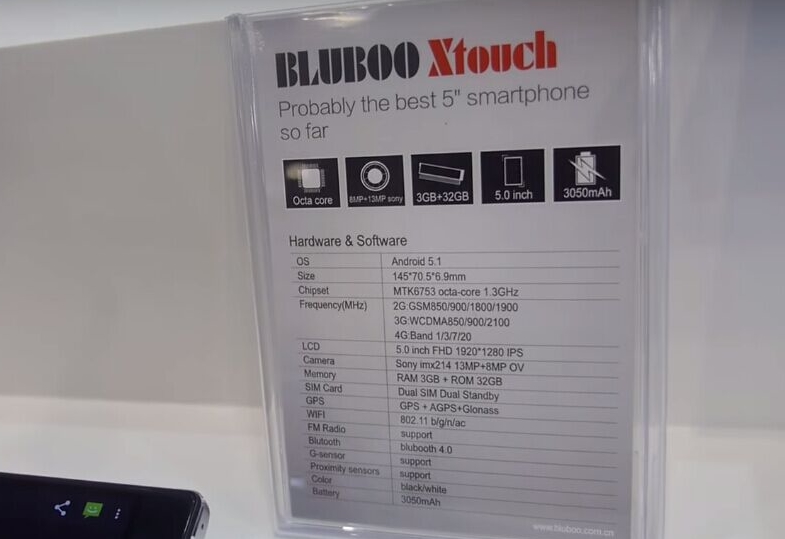 BLUBOO Xtouch
Probably the best 5" smartphone
so far
Octa core
8MP+13MP sony
3GB+32GB
5.0 inch
3050mAh
Hardware & Software
OS Android 5.1
Size 145*70.5*6.9mm
Chipset MTK6753 octa-core 1.3GHz
Frequency(MHz) 2G:GSM850/900/1800/1900
3G:WCDMA850/900/2100
4G:Band 1/3/7/20
LCD 5.0 inch FHD 1920*1280 IPS
Camera Sony imx214 13MP+8MP OV
Memory RAM 3GB + ROM 32GB
SIM Card Dual SIM Dual Standby
GPS GPS + AGPS+Glonass
WIFI 802.11 b/g/n/ac
FM Radio support
Blutooth blubooth 4.0
G-sensor support
Proximity sensors support
Color black/white
Battery 3050mAh
www.bluboo.com.cn